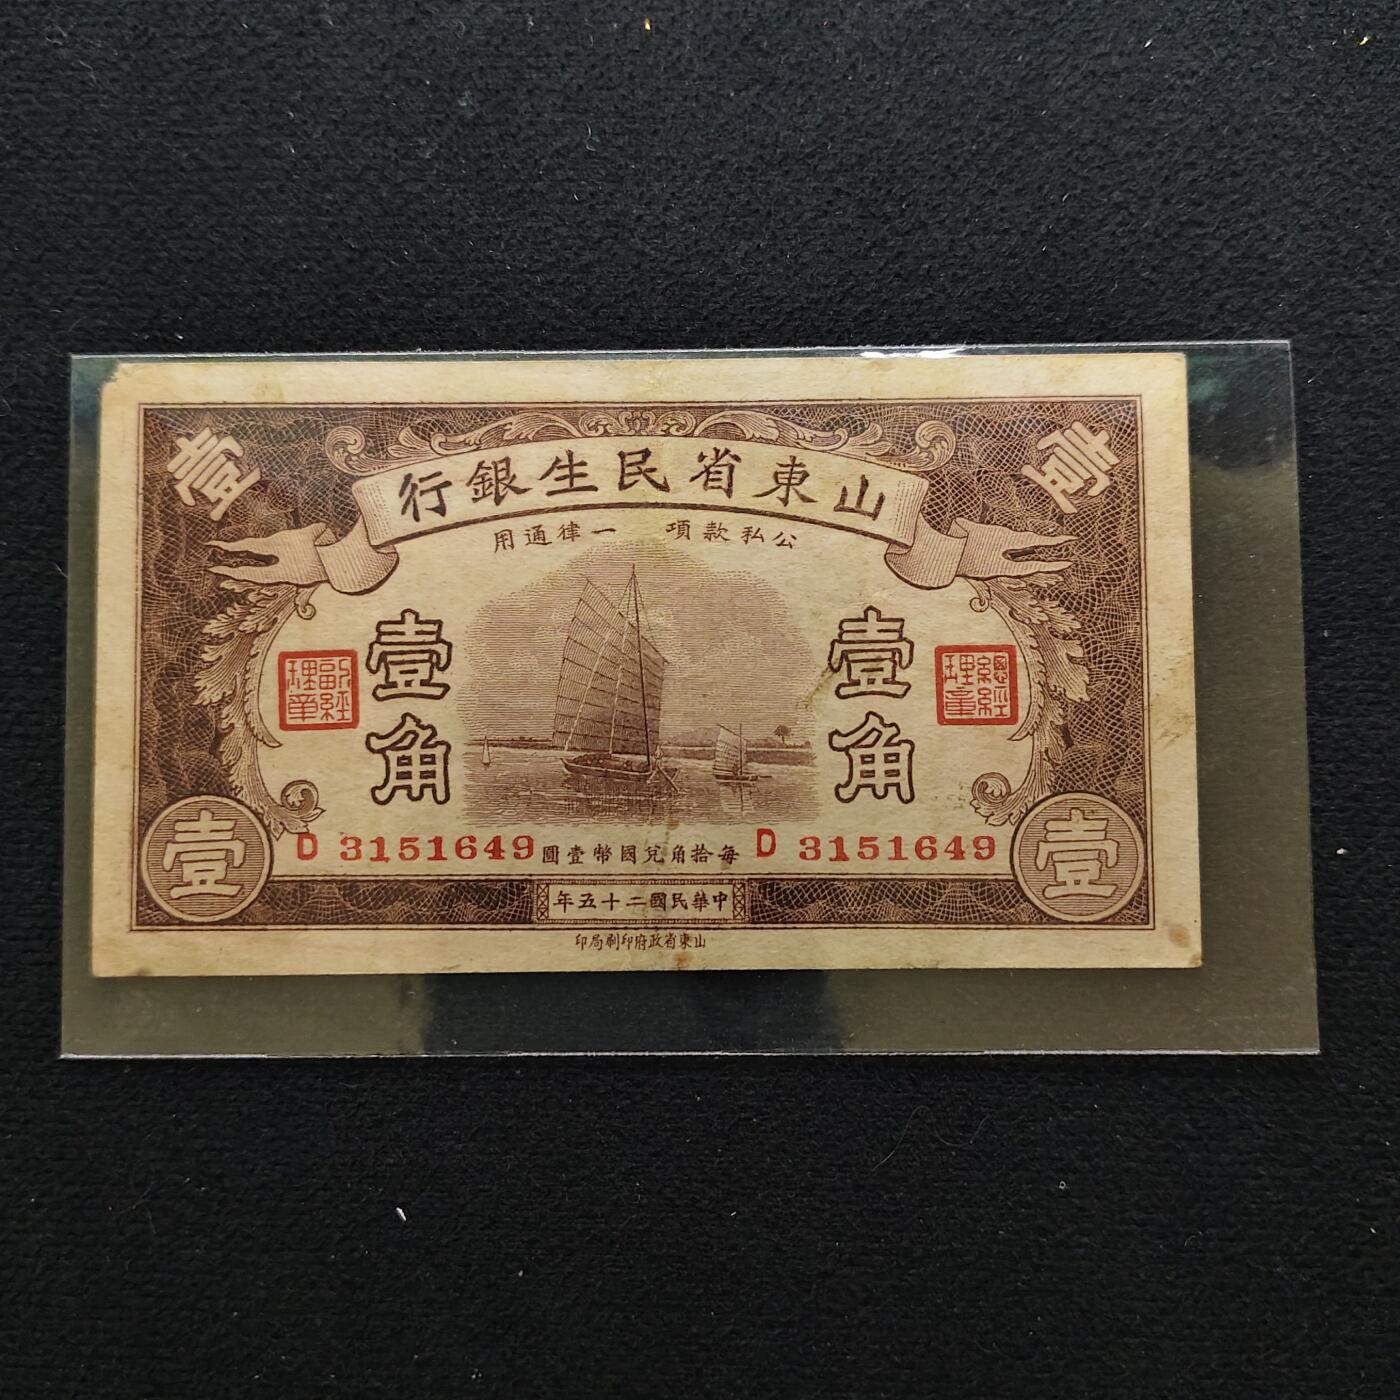 壹 壹
山東省民生銀行
公私款項 一律通用
壹角 壹角
總經理章
副經理章
D 3151649 每拾角兌國幣壹圓 D 3151649
壹 壹
中華民國二十五年
山東省政府印刷局印